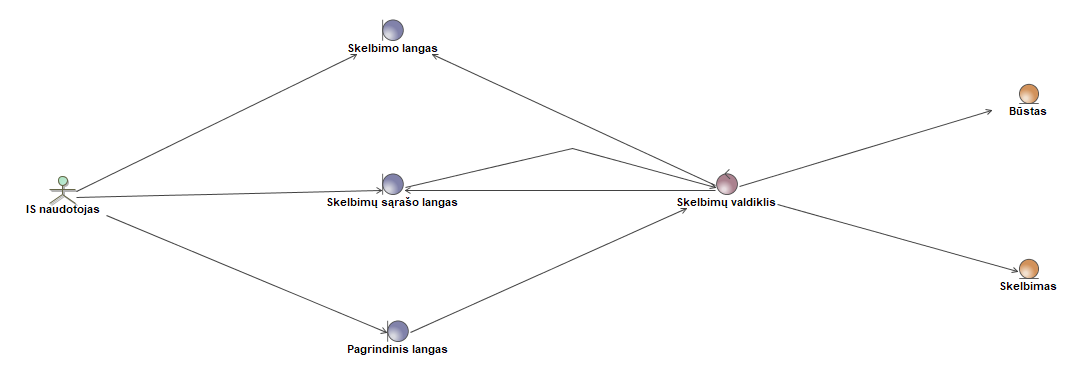 Skelbimo langas
Būstas
IS naudotojas
Skelbimų sąrašo langas
Skelbimų valdiklis
Skelbimas
Pagrindinis langas